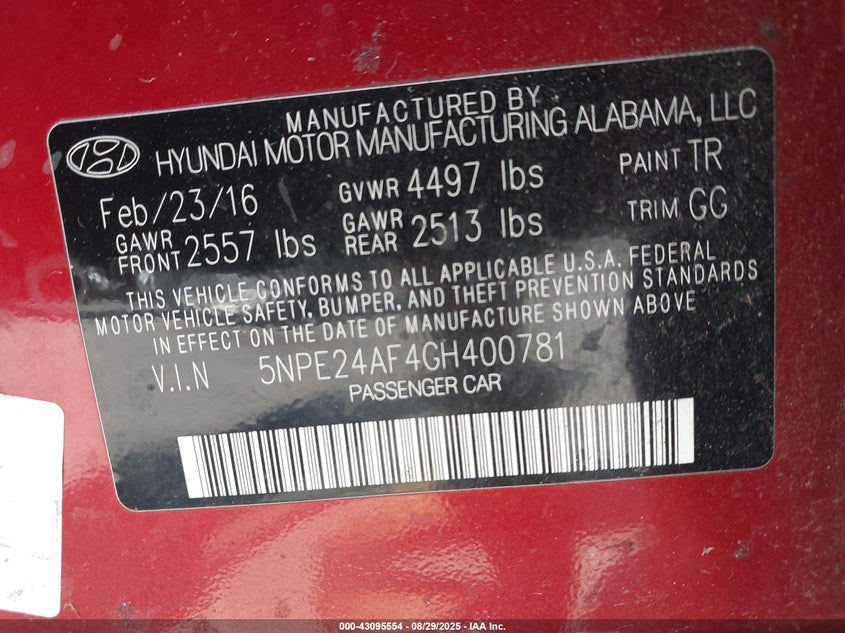 MANUFACTURED BY
HYUNDAI MOTOR MANUFACTURING ALABAMA, LLC
Feb/23/16 GVWR 4497 lbs PAINT TR
GAWR FRONT 2557 lbs GAWR REAR 2513 lbs TRIM GG
THIS VEHICLE CONFORMS TO ALL APPLICABLE U.S.A. FEDERAL
MOTOR VEHICLE SAFETY, BUMPER, AND THEFT PREVENTION STANDARDS
IN EFFECT ON THE DATE OF MANUFACTURE SHOWN ABOVE
V.I.N 5NPE24AF4GH400781
PASSENGER CAR
000-43095554 - 08/29/2025 - IAA Inc.